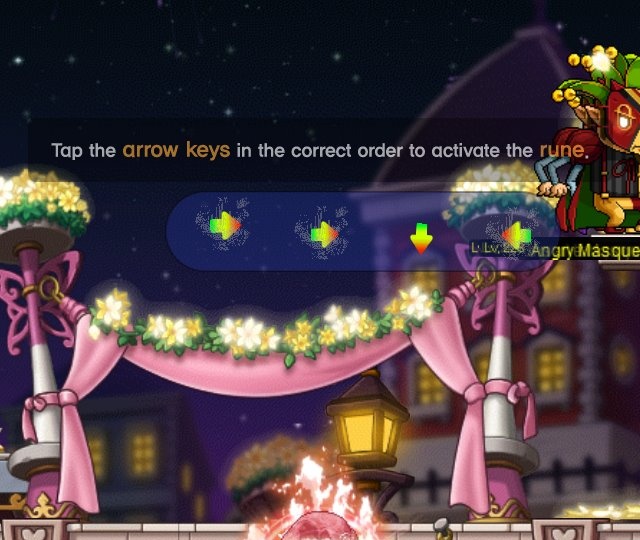 Tap the arrow keys in the correct order to activate the rune.
Angry Masque